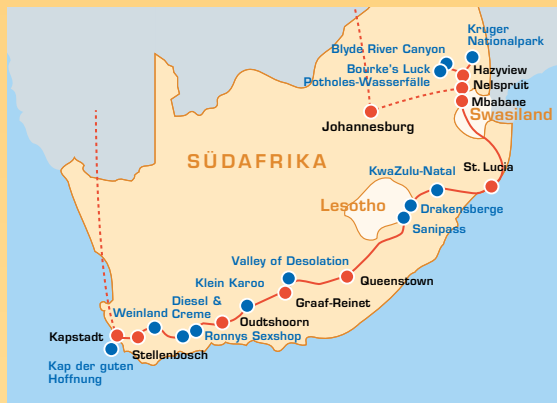 Kruger
Nationalpark
Blyde River Canyon
Bourke's Luck
Potholes-Wasserfälle
Hazyview
Nelspruit
Mbabane
Swasiland
Johannesburg
SÜDAFRIKA
St. Lucia
KwaZulu-Natal
Lesotho
Drakensberge
Sanipass
Valley of Desolation
Queenstown
Klein Karoo
Graaf-Reinet
Diesel &
Creme
Weinland
Oudtshoorn
Ronnys Sexshop
Kapstadt
Stellenbosch
Kap der guten
Hoffnung